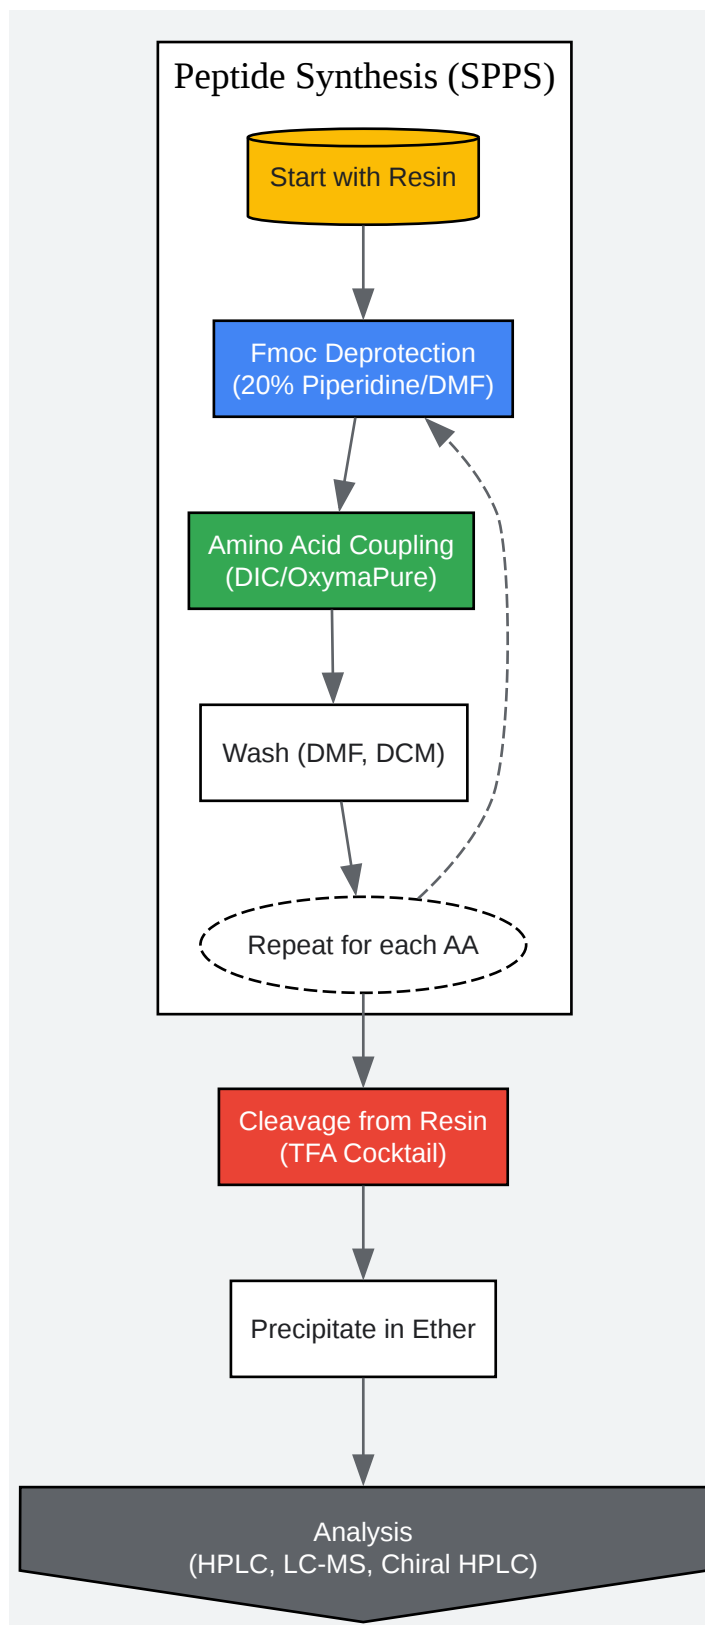 Peptide Synthesis (SPPS)
Start with Resin
Fmoc Deprotection
(20% Piperidine/DMF)
Amino Acid Coupling
(DIC/OxymaPure)
Wash (DMF, DCM)
Repeat for each AA
Cleavage from Resin
(TFA Cocktail)
Precipitate in Ether
Analysis
(HPLC, LC-MS, Chiral HPLC)